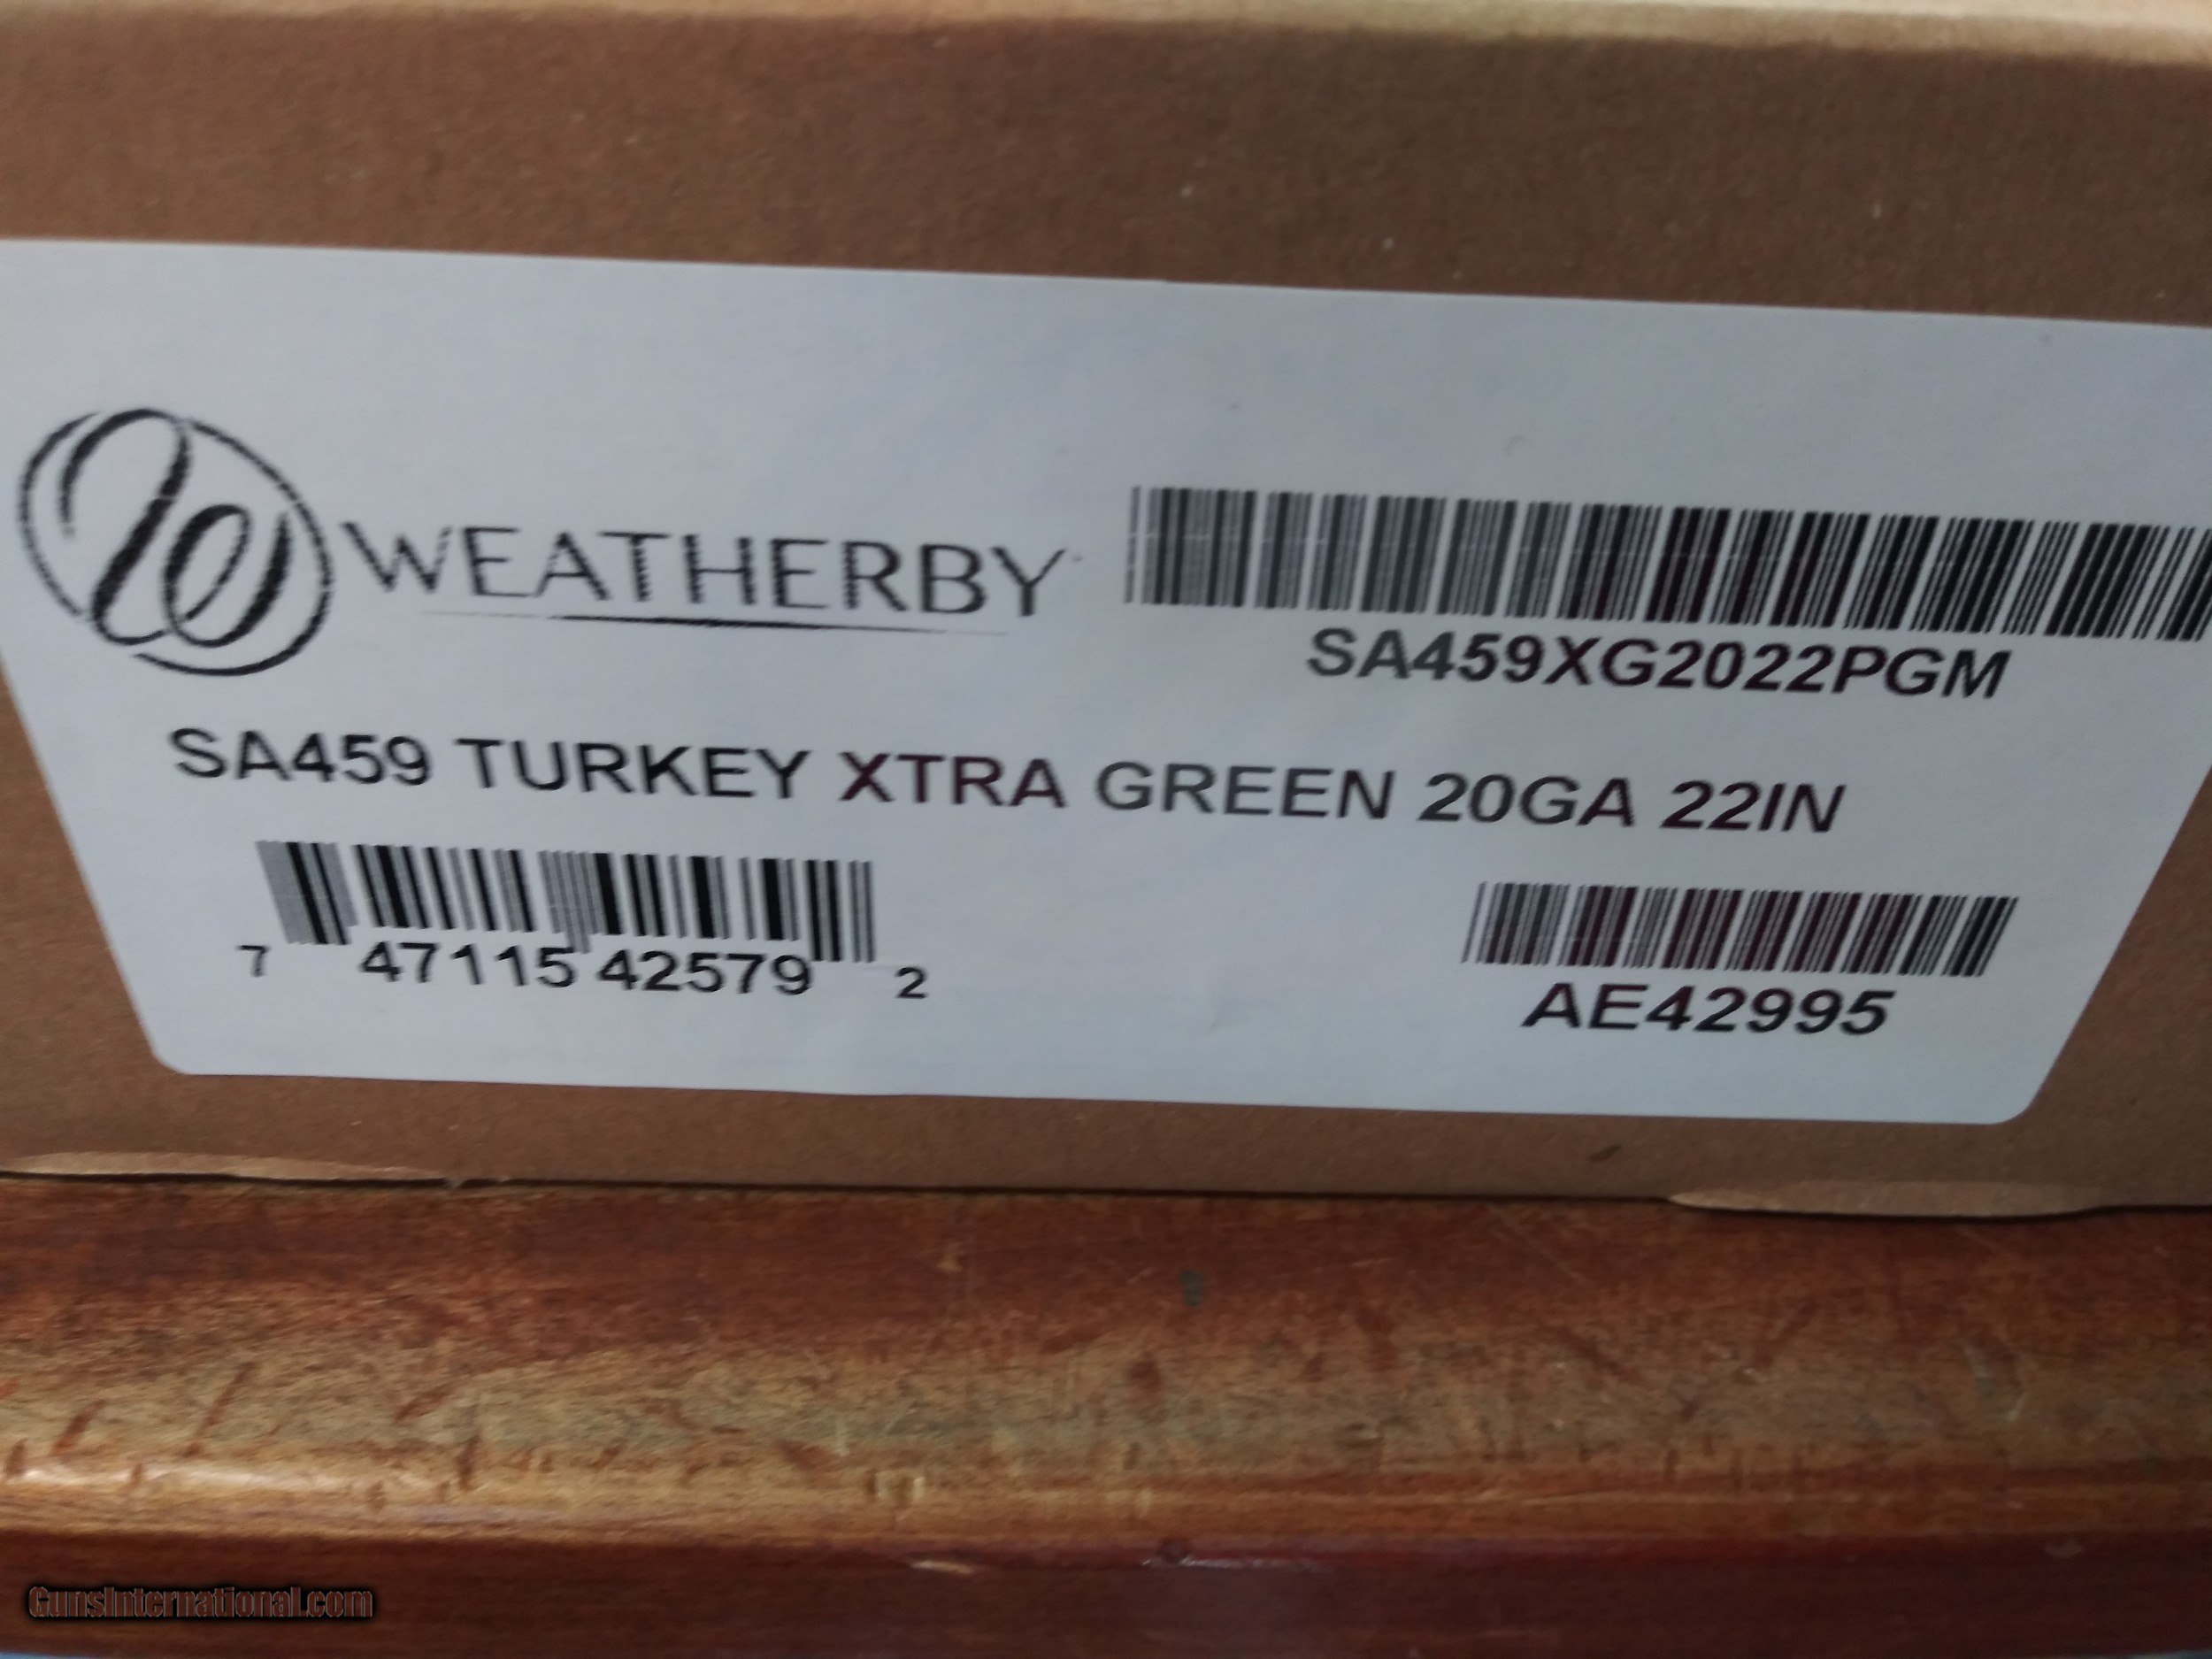 WEATHERBY
SA459XG2022PGM
SA459 TURKEY XTRA GREEN 20GA 22IN
7 47115 42579 2
AE42995
GunsInternational.com